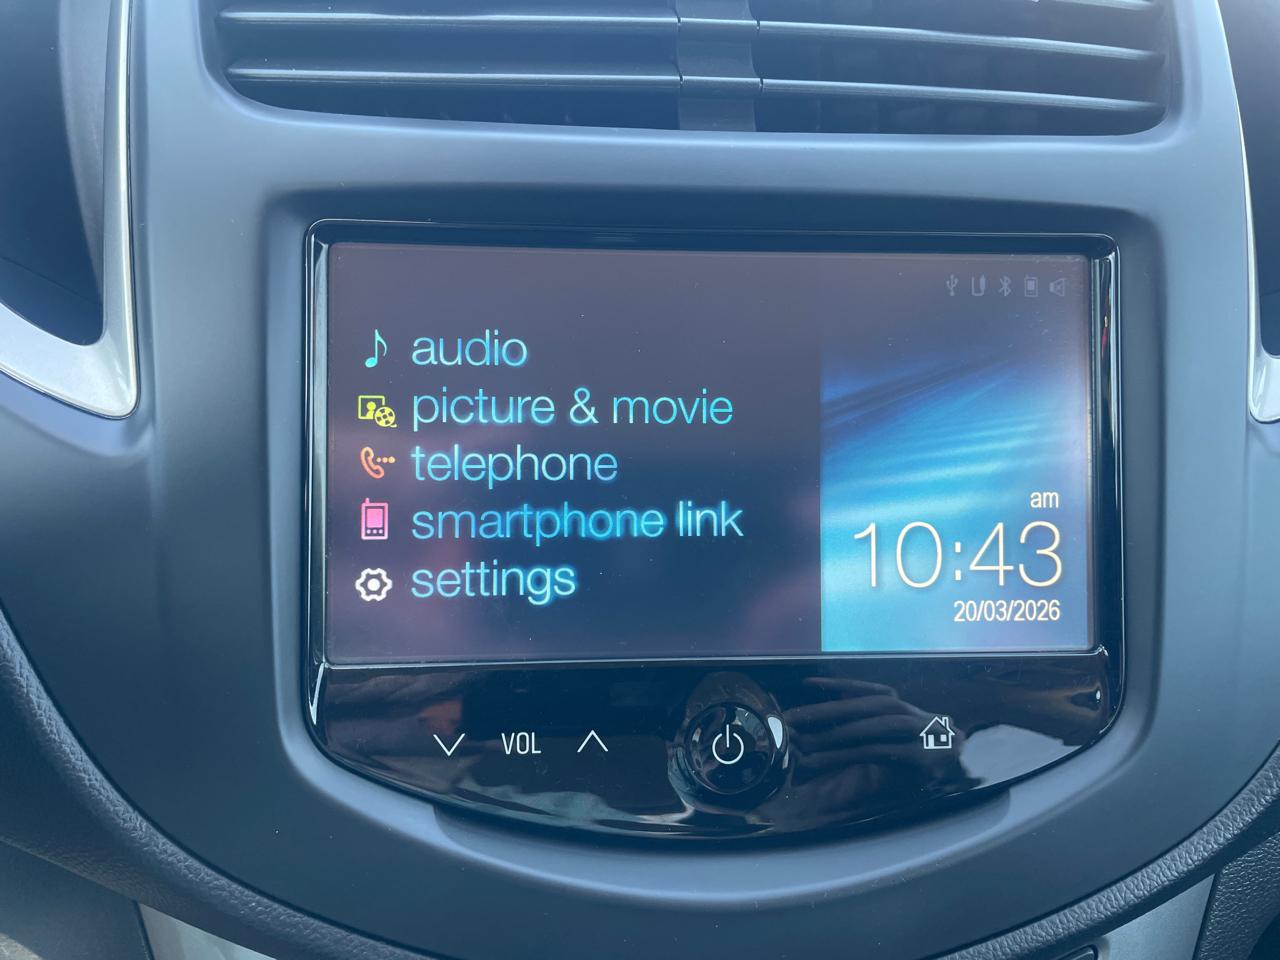 audio
picture & movie
telephone
smartphone link
settings
am
10:43
20/03/2026
VOL